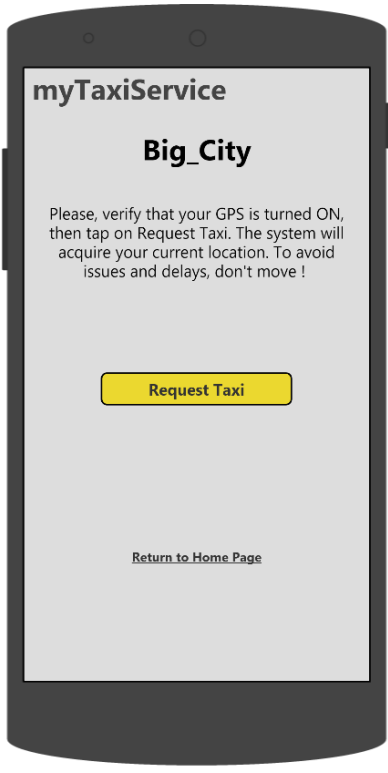 myTaxiService
Big_City
Please, verify that your GPS is turned ON,
then tap on Request Taxi. The system will
acquire your current location. To avoid
issues and delays, don't move !
Request Taxi
Return to Home Page